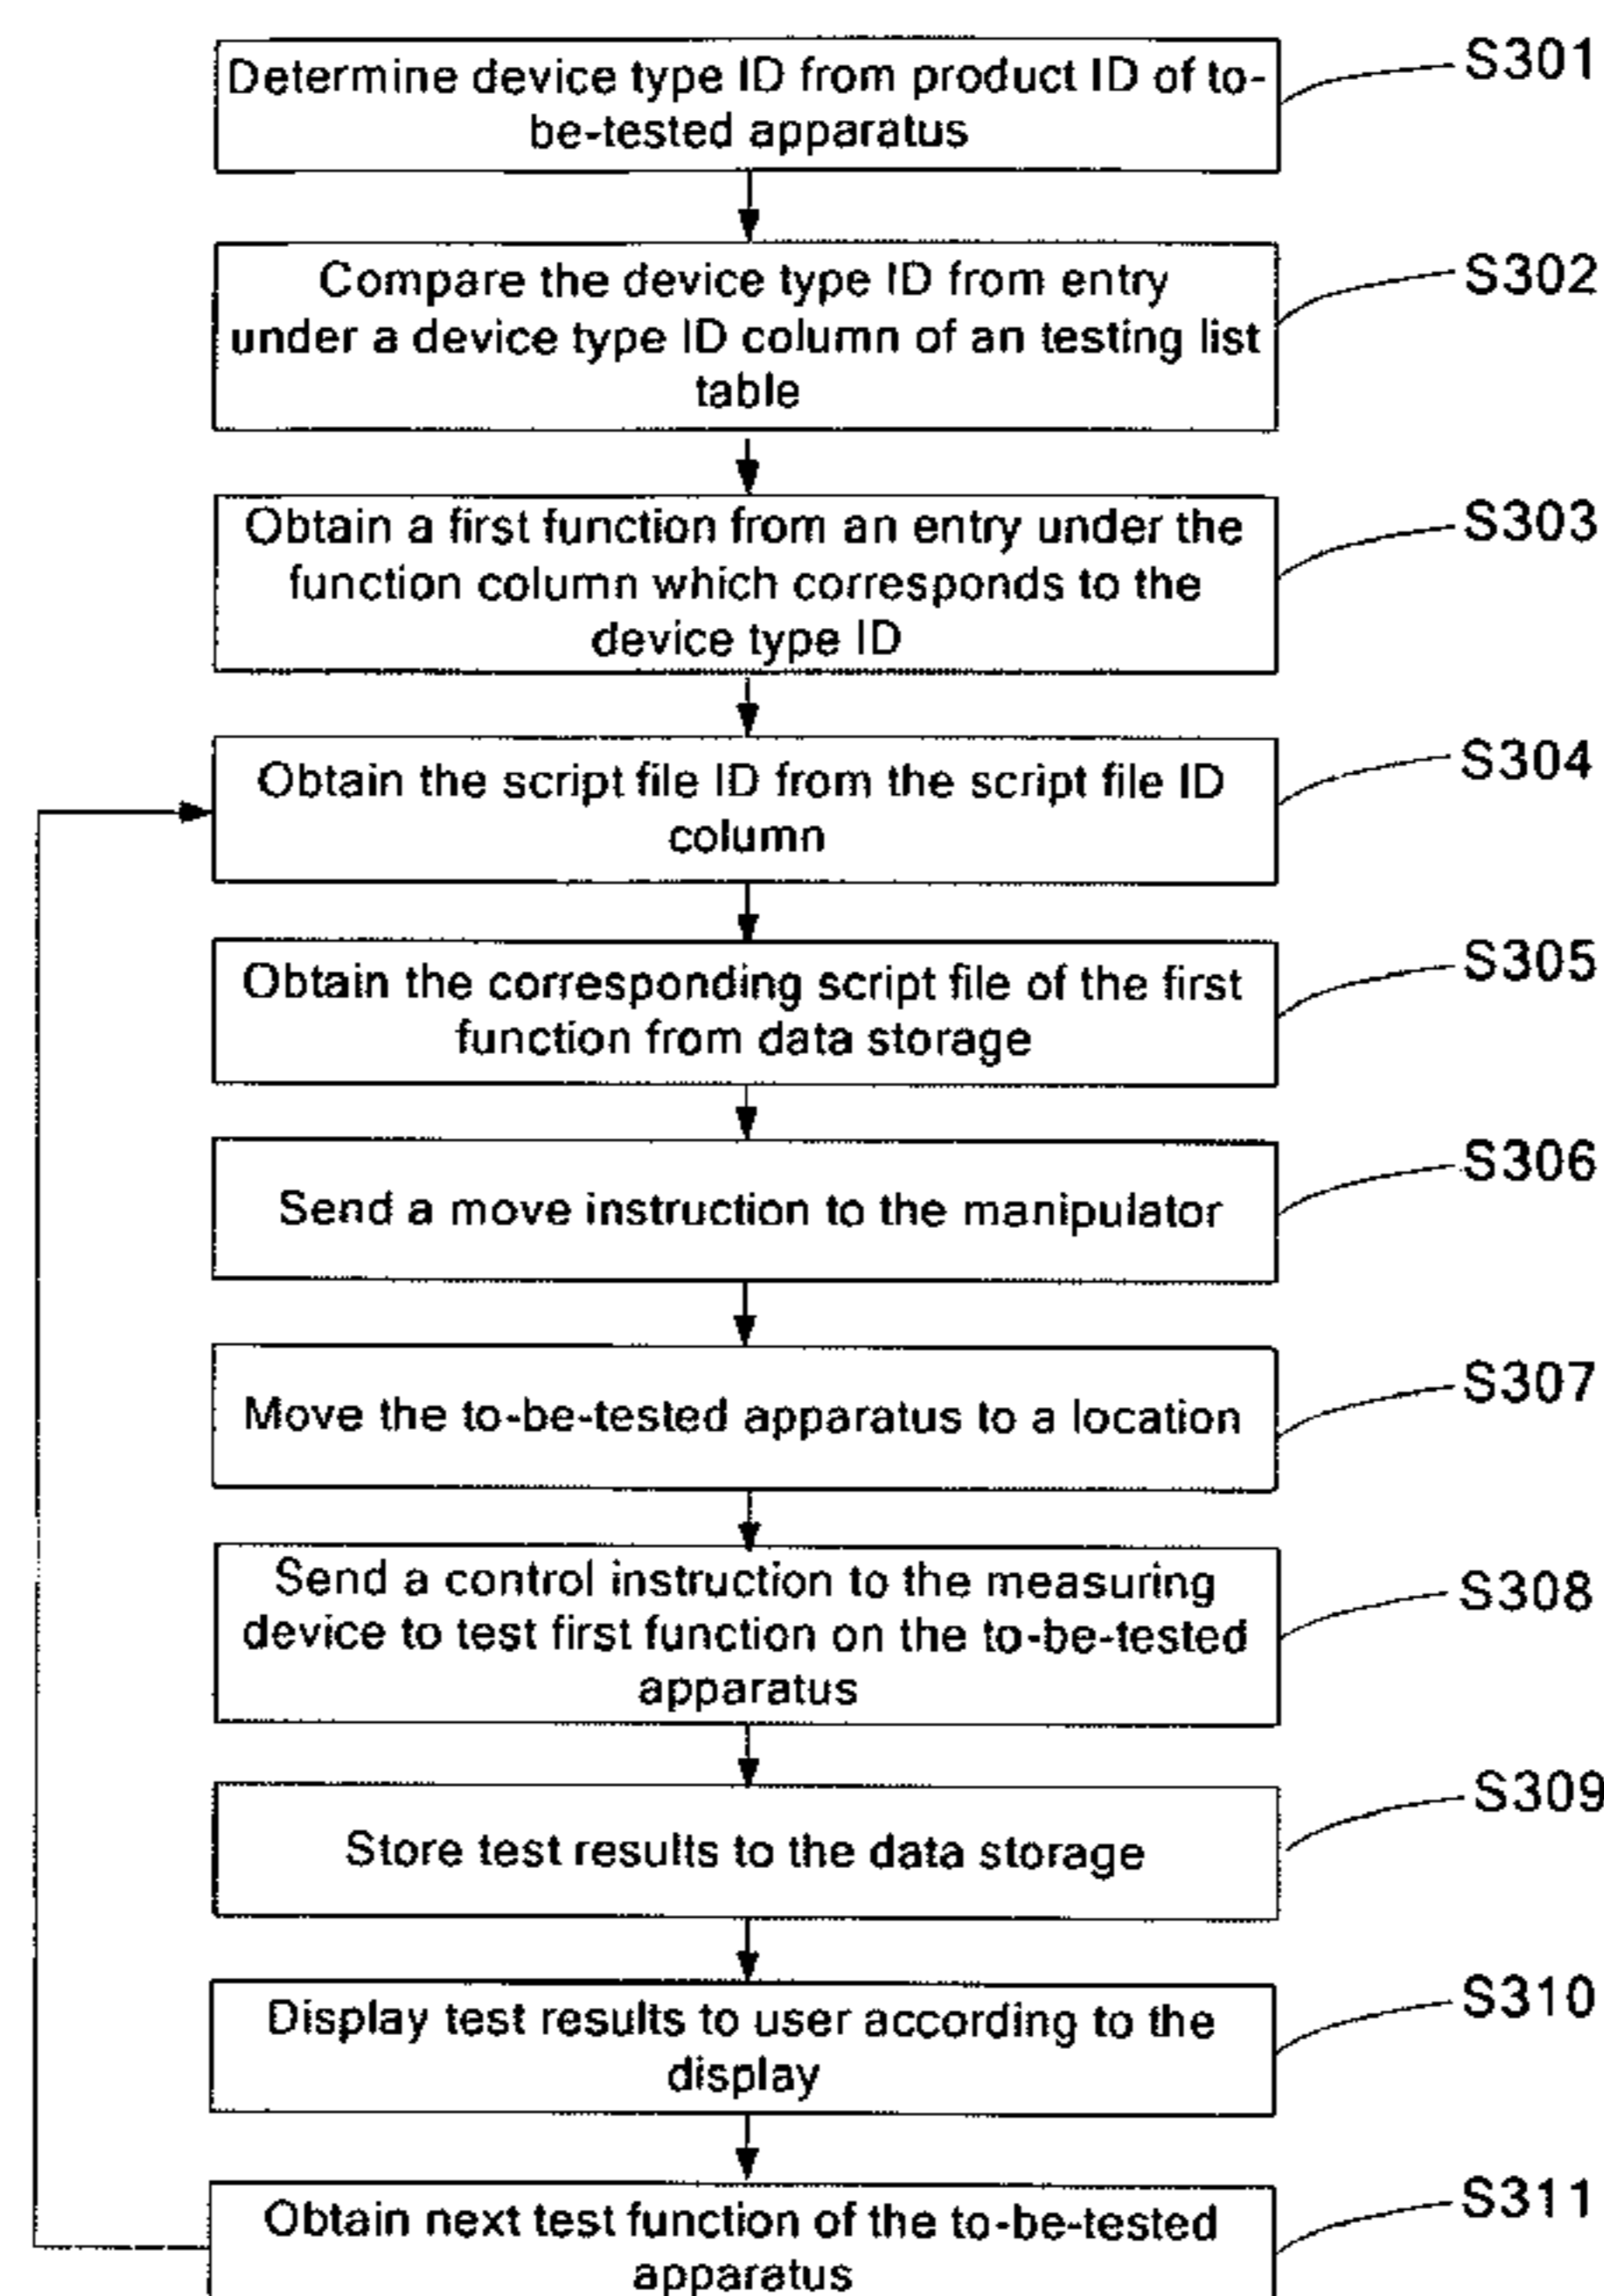 Determine device type ID from product ID of to-
be-tested apparatus
S301
Compare the device type ID from entry
under a device type ID column of an testing list
table
S302
Obtain a first function from an entry under the
function column which corresponds to the
device type ID
S303
Obtain the script file ID from the script file ID
column
S304
Obtain the corresponding script file of the first
function from data storage
S305
Send a move instruction to the manipulator
S306
Move the to-be-tested apparatus to a location
S307
Send a control instruction to the measuring
device to test first function on the to-be-tested
apparatus
S308
Store test results to the data storage
S309
Display test results to user according to the
display
S310
Obtain next test function of the to-be-tested
apparatus
S311